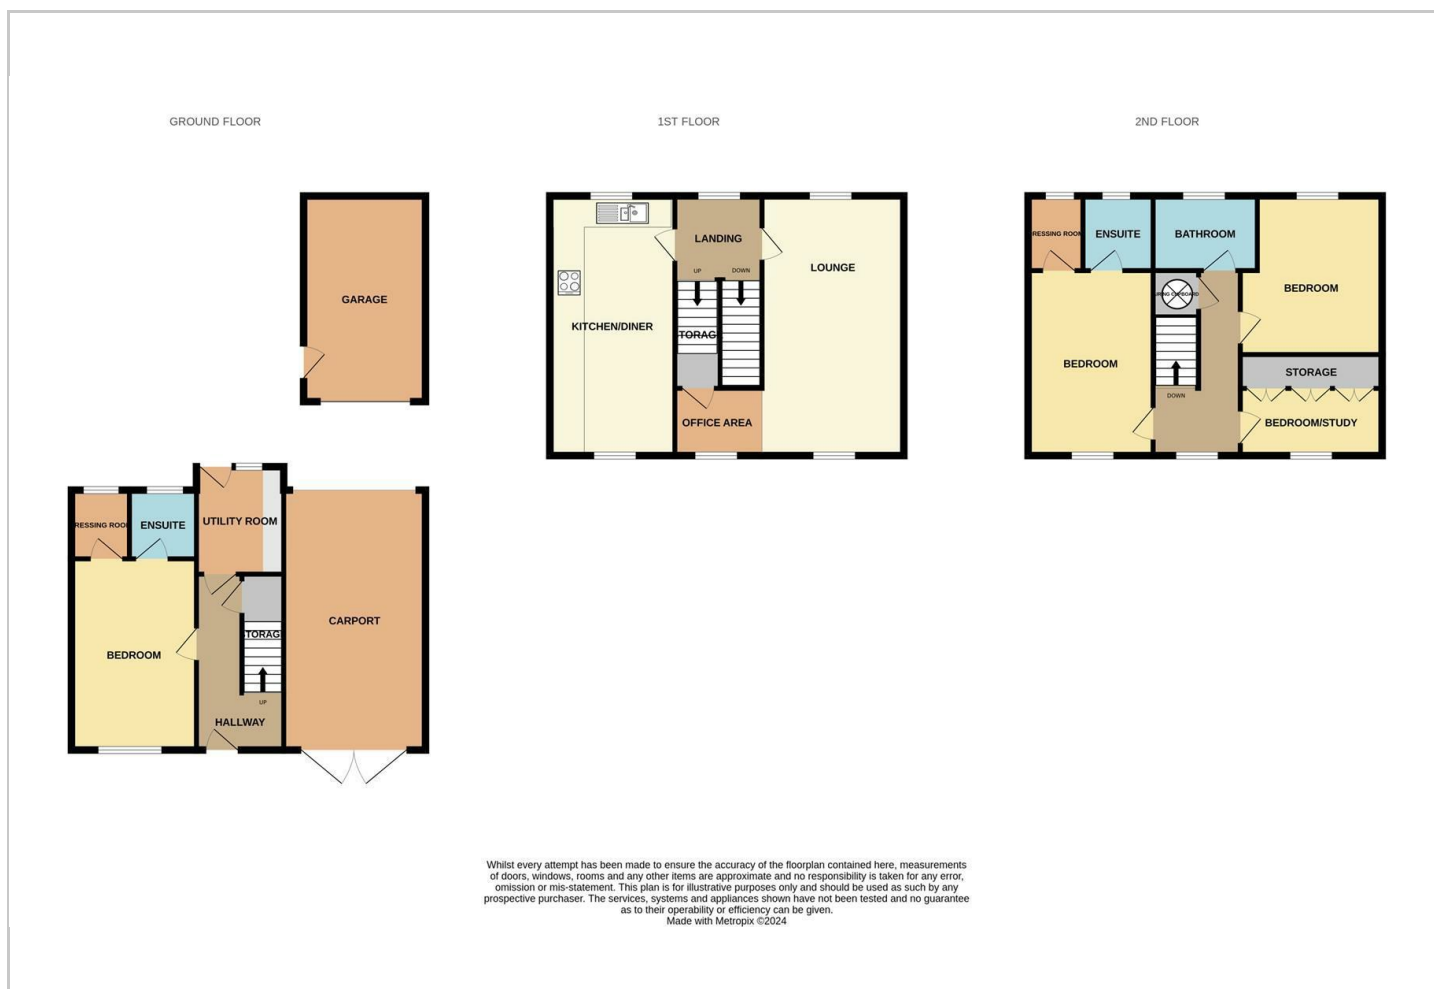 GROUND FLOOR
1ST FLOOR
2ND FLOOR
GARAGE
UTILITY ROOM
RESSING ROO
ENSUITE
BEDROOM
STORAG
UP
HALLWAY
CARPORT
LANDING
UP
DOWN
LOUNGE
KITCHEN/DINER
TORAG
OFFICE AREA
RESSING ROOM
ENSUITE
BATHROOM
BEDROOM
BEDROOM
DOWN
STORAGE
BEDROOM/STUDY
Whilst every attempt has been made to ensure the accuracy of the floorplan contained here, measurements
of doors, windows, rooms and any other items are approximate and no responsibility is taken for any error,
omission or mis-statement. This plan is for illustrative purposes only and should be used as such by any
prospective purchaser. The services, systems and appliances shown have not been tested and no guarantee
as to their operability or efficiency can be given.
Made with Metropix ©2024